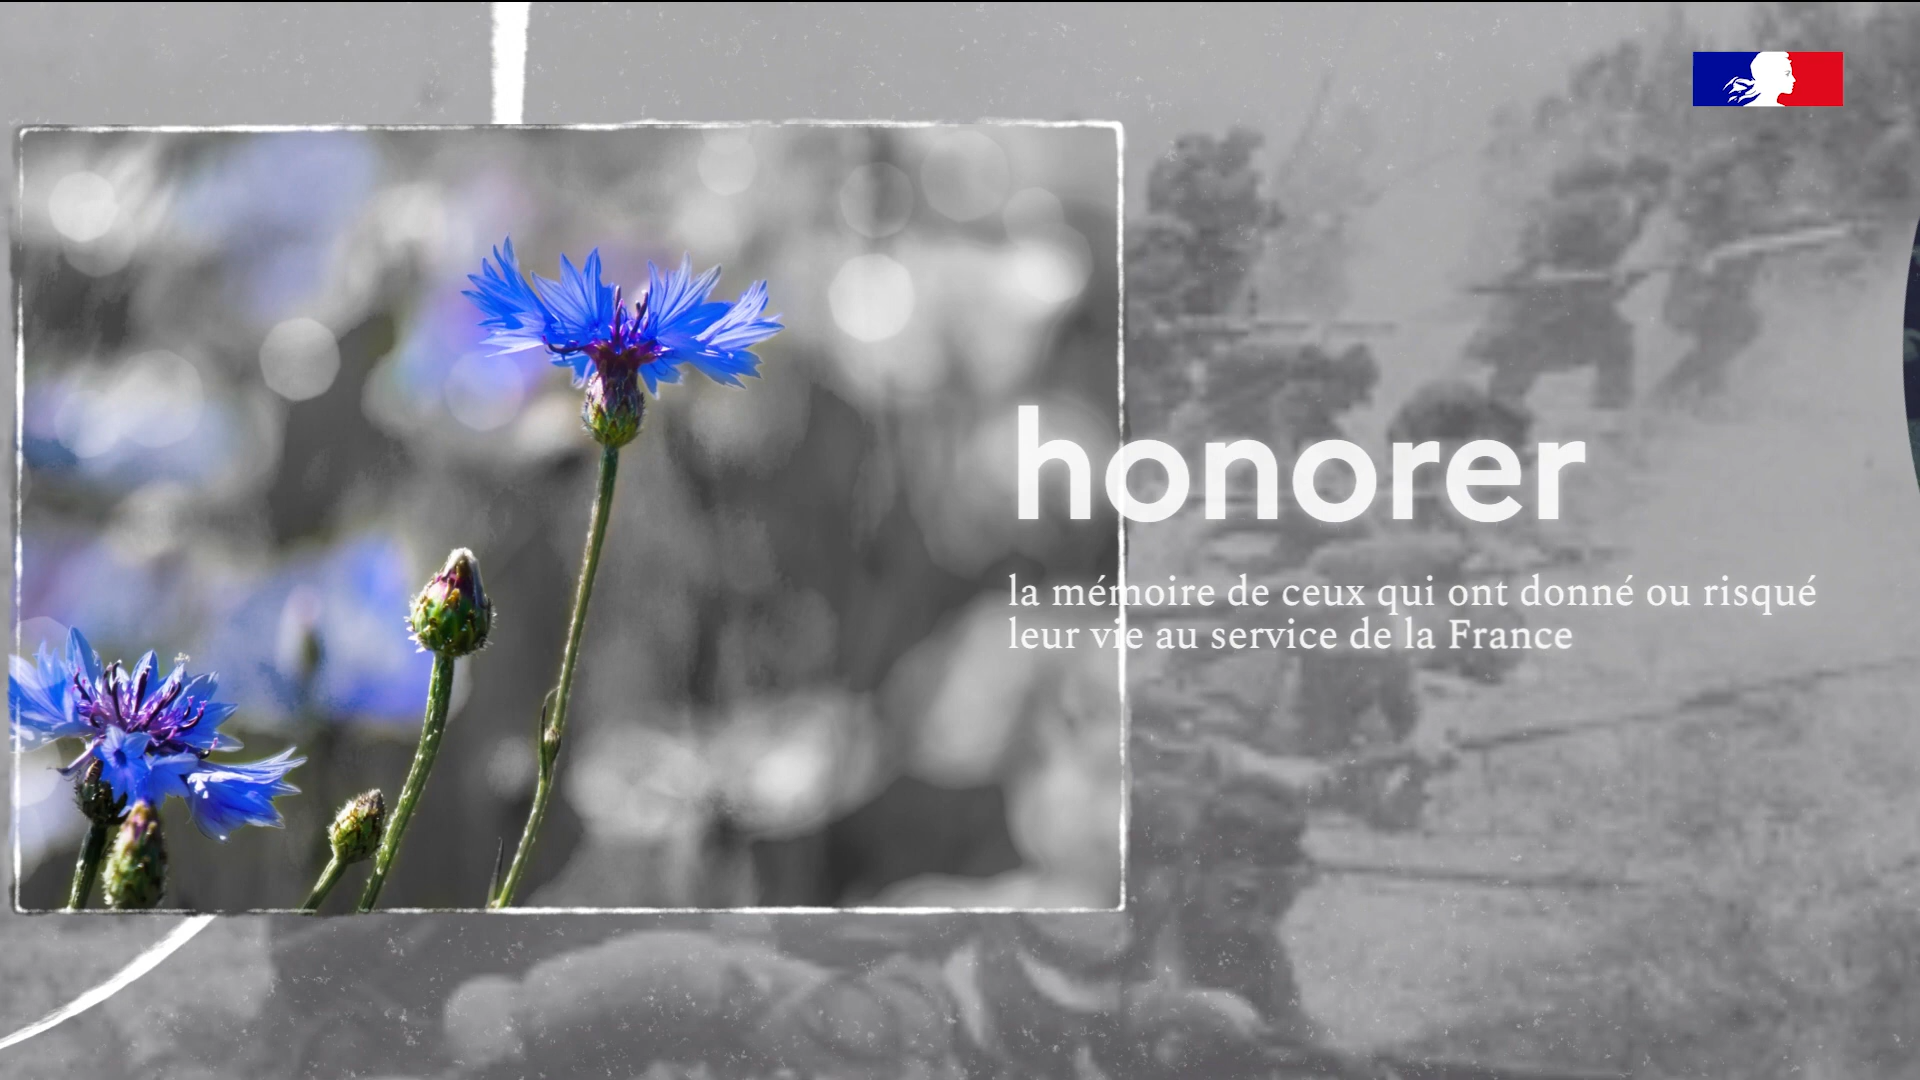 honorer
la mémoire de ceux qui ont donné ou risqué
leur vie au service de la France